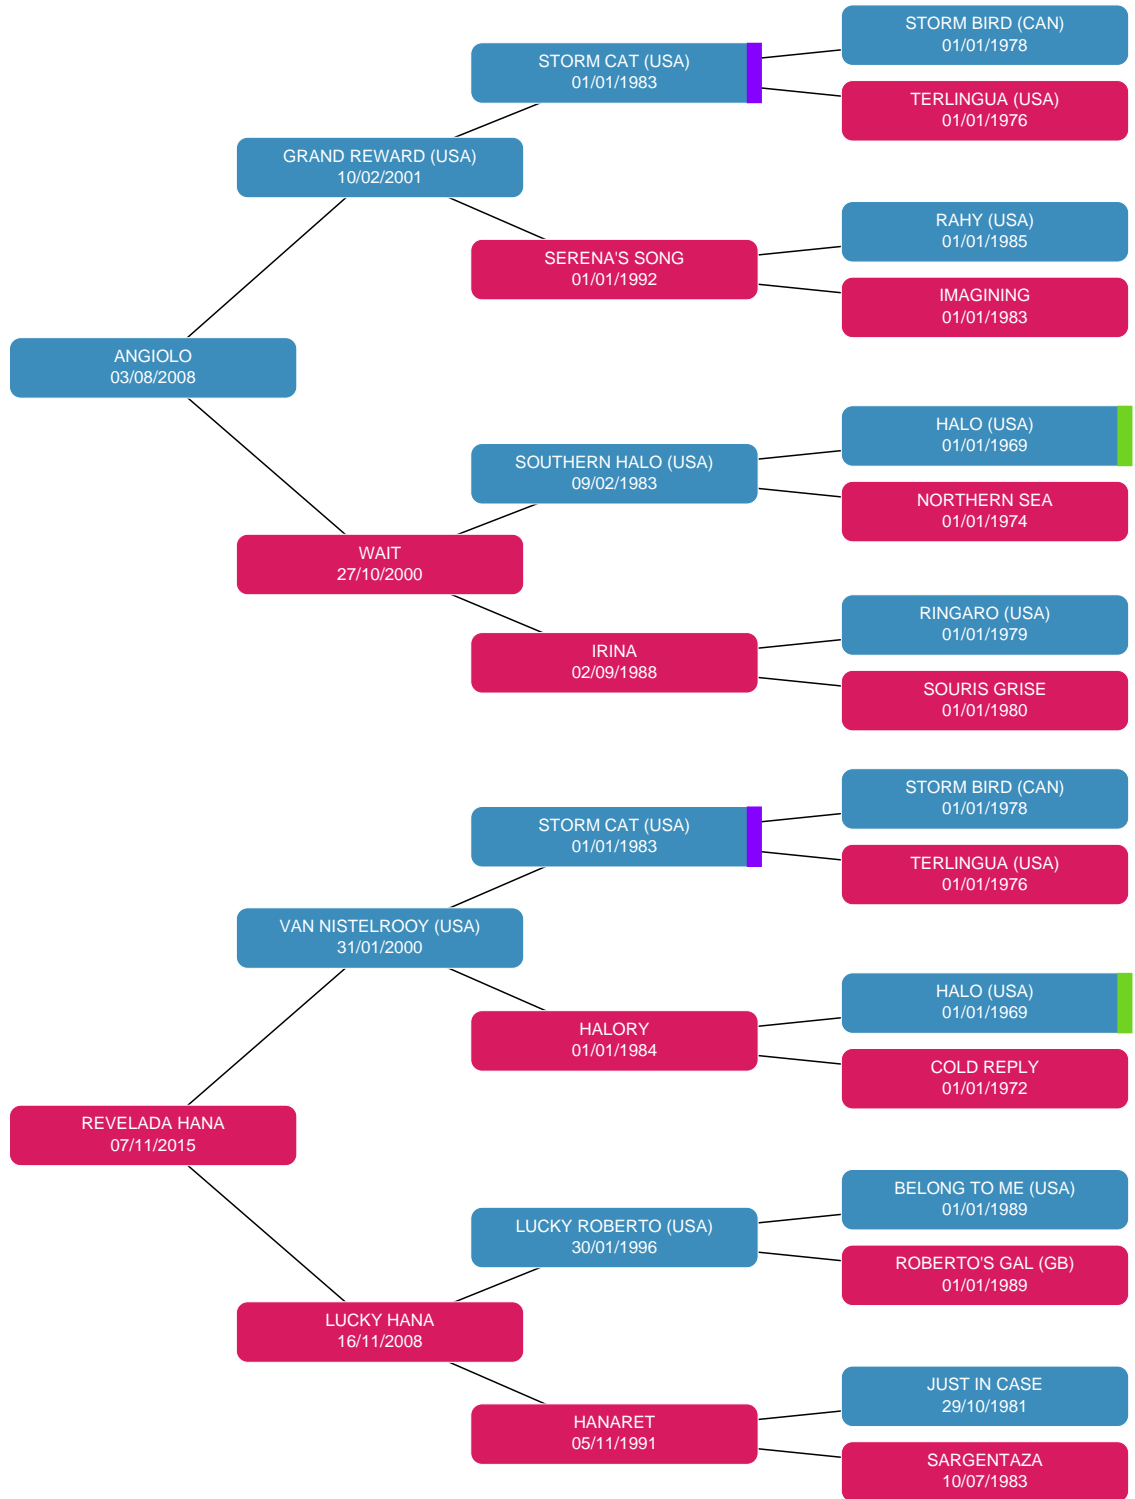 STORM BIRD (CAN)
01/01/1978
STORM CAT (USA)
01/01/1983
TERLINGUA (USA)
01/01/1976
GRAND REWARD (USA)
10/02/2001
RAHY (USA)
01/01/1985
SERENA'S SONG
01/01/1992
IMAGINING
01/01/1983
ANGIOLO
03/08/2008
HALO (USA)
01/01/1969
SOUTHERN HALO (USA)
09/02/1983
NORTHERN SEA
01/01/1974
WAIT
27/10/2000
RINGARO (USA)
01/01/1979
IRINA
02/09/1988
SOURIS GRISE
01/01/1980
STORM BIRD (CAN)
01/01/1978
STORM CAT (USA)
01/01/1983
TERLINGUA (USA)
01/01/1976
VAN NISTELROOY (USA)
31/01/2000
HALO (USA)
01/01/1969
HALORY
01/01/1984
COLD REPLY
01/01/1972
REVELADA HANA
07/11/2015
BELONG TO ME (USA)
01/01/1989
LUCKY ROBERTO (USA)
30/01/1996
ROBERTO'S GAL (GB)
01/01/1989
LUCKY HANA
16/11/2008
JUST IN CASE
29/10/1981
HANARET
05/11/1991
SARGENTAZA
10/07/1983